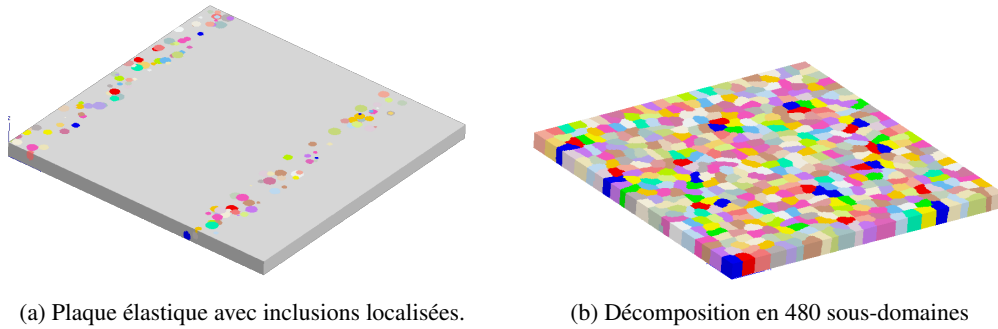 (a) Plaque élastique avec inclusions localisées.
(b) Décomposition en 480 sous-domaines